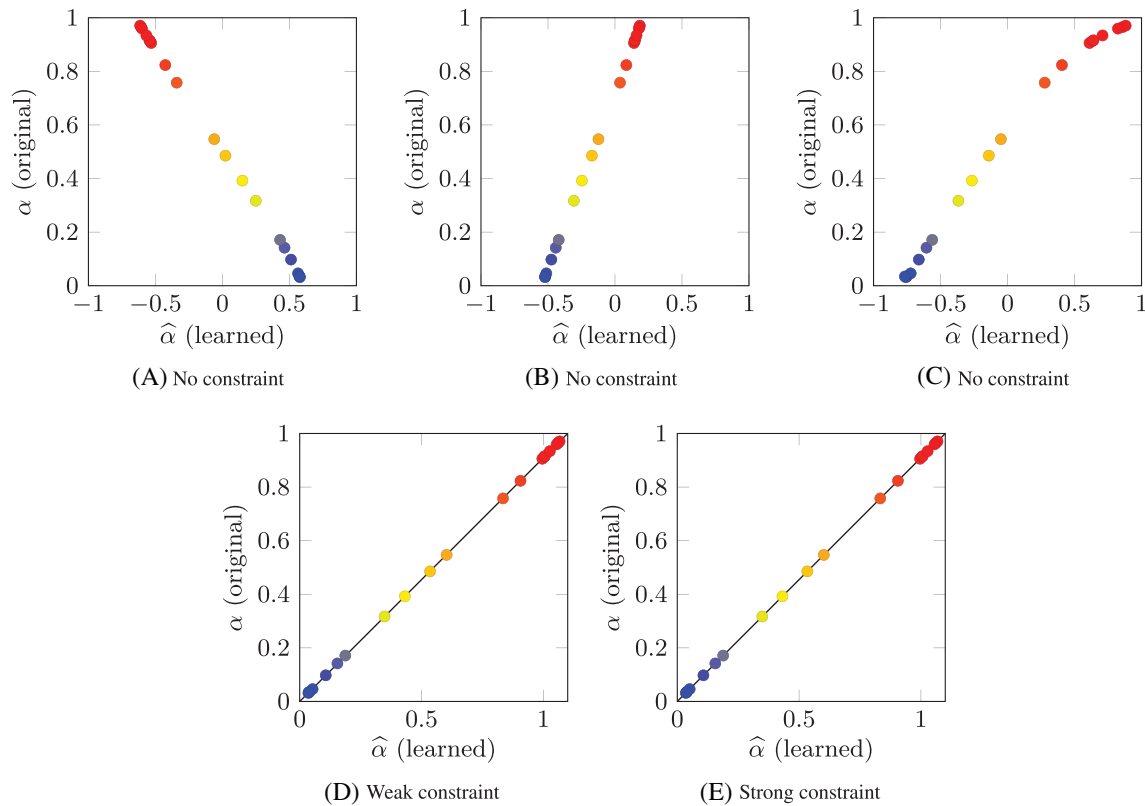 1
0.8
0.6
0.4
0.2
0
α (original)
−1 −0.5 0 0.5 1
α̂ (learned)
(A) No constraint
1
0.8
0.6
0.4
0.2
0
α (original)
−1 −0.5 0 0.5 1
α̂ (learned)
(B) No constraint
1
0.8
0.6
0.4
0.2
0
α (original)
−1 −0.5 0 0.5 1
α̂ (learned)
(C) No constraint
1
0.8
0.6
0.4
0.2
0
α (original)
0 0.5 1
α̂ (learned)
(D) Weak constraint
1
0.8
0.6
0.4
0.2
0
α (original)
0 0.5 1
α̂ (learned)
(E) Strong constraint